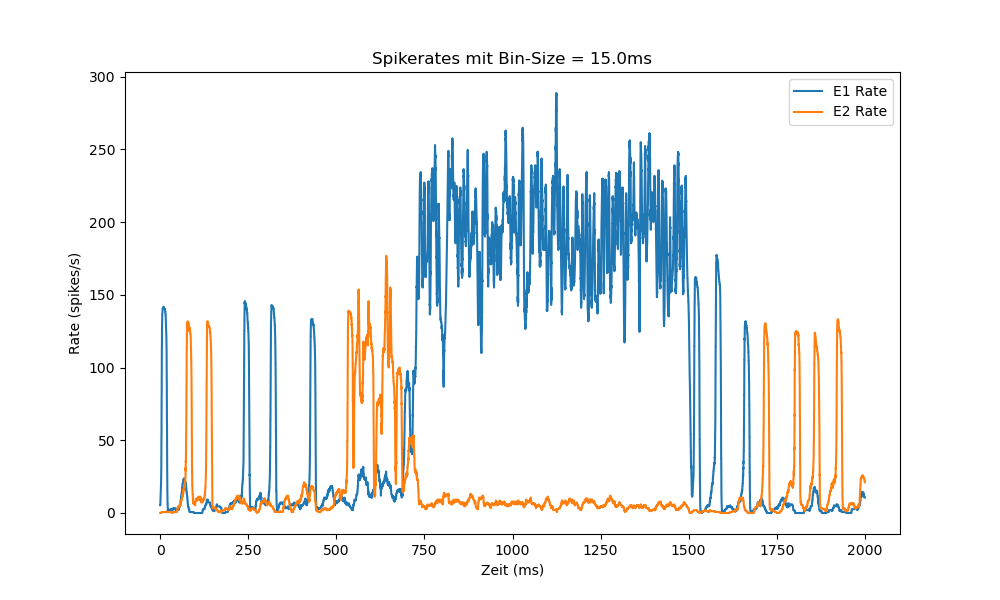 Spikerates mit Bin-Size = 15.0ms
E1 Rate
E2 Rate
Rate (spikes/s)
300
250
200
150
100
50
0
0 250 500 750 1000 1250 1500 1750 2000
Zeit (ms)